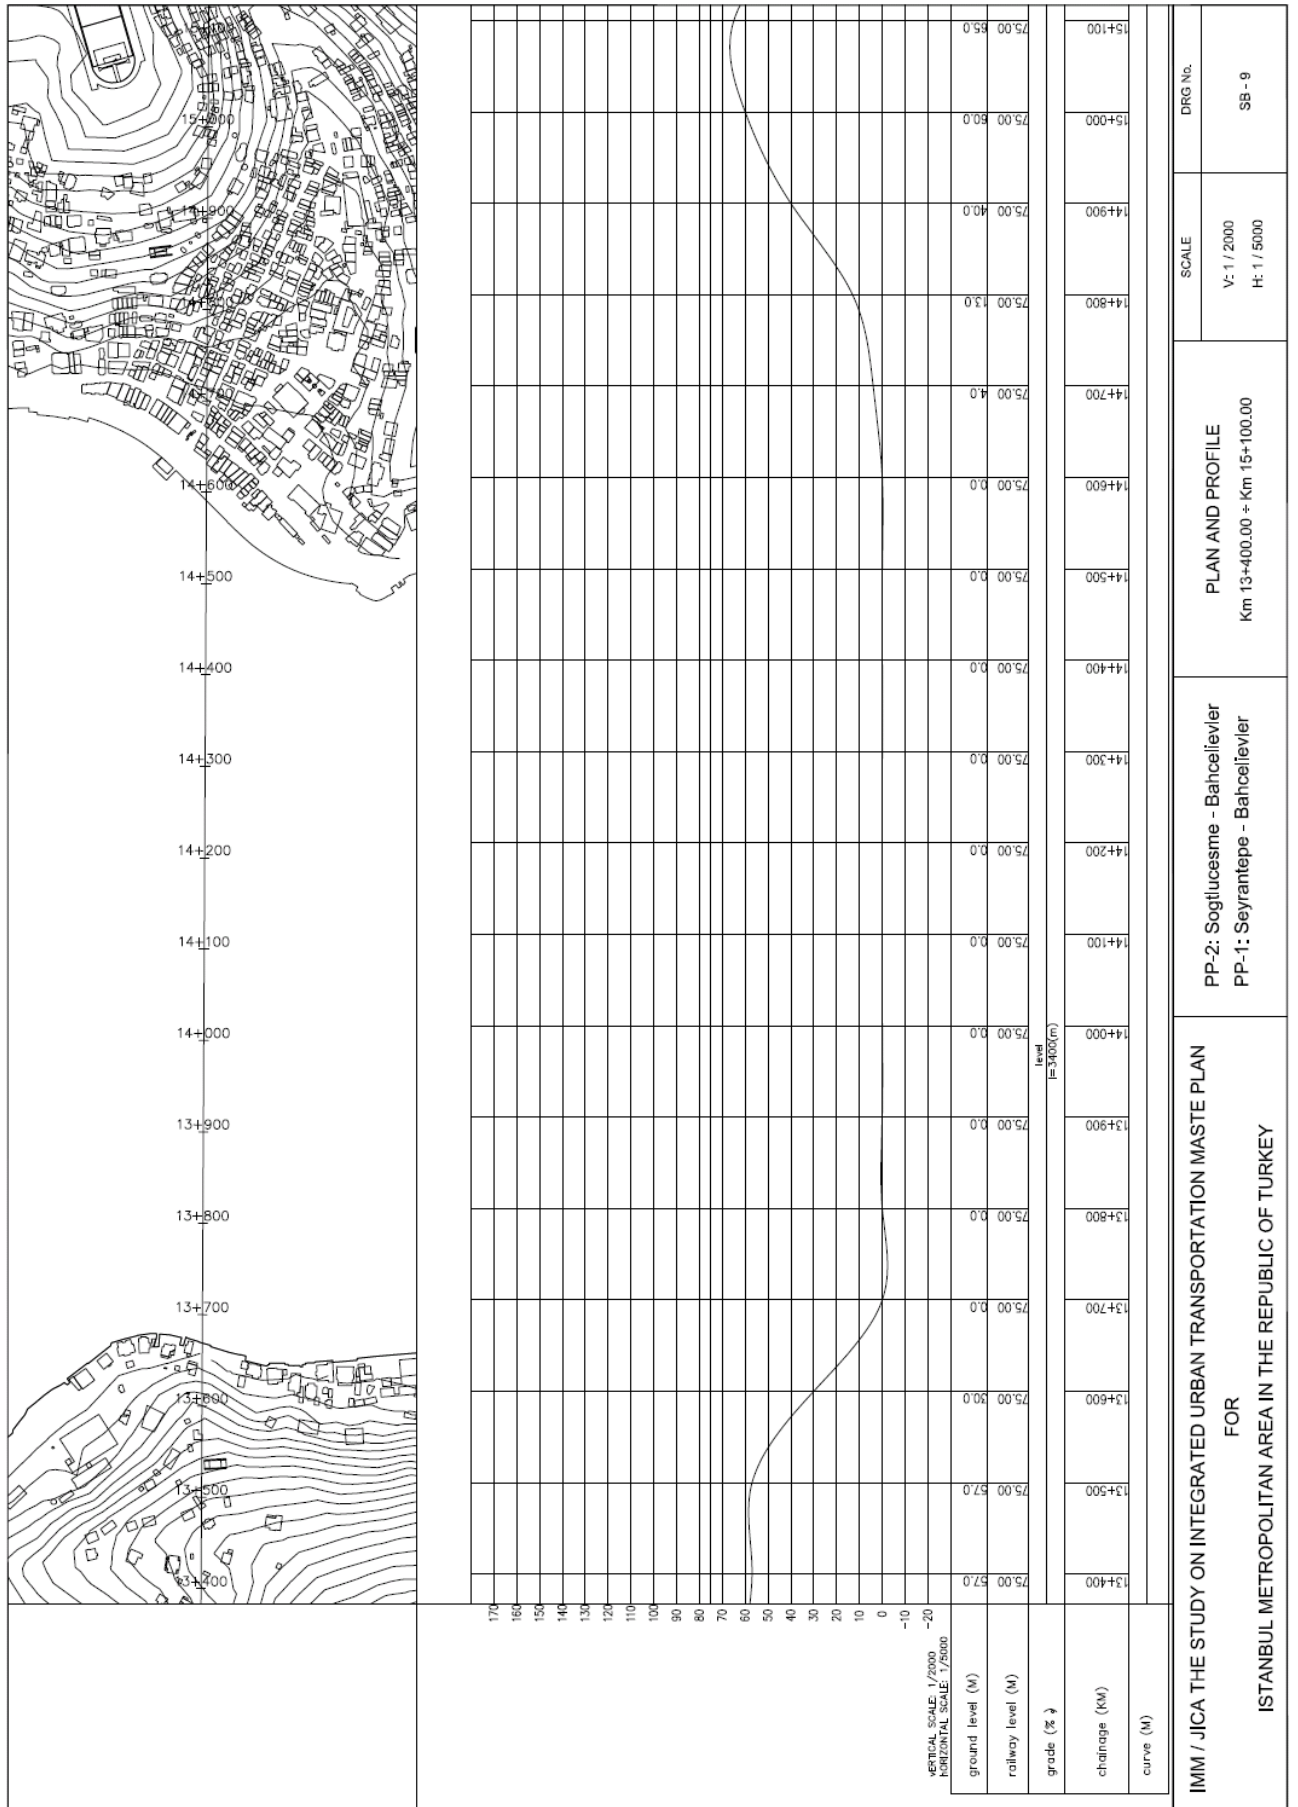 13+400 13+500 13+600 13+700 13+800 13+900 14+000 14+100 14+200 14+300 14+400 14+500 14+600 14+700 14+900 15+000
170
160
150
140
130
120
110
100
90
80
70
60
50
40
30
20
10
0
-10
-20
vERTICAL SCALE: 1/2000
hORIZONTAL SCALE: 1/5000
ground level (M) 57.0 57.0 30.0 0.0 0.0 0.0 0.0 0.0 0.0 0.0 0.0 0.0 0.0 4.0 13.0 40.0 60.0 65.0
railway level (M) 75.00 75.00 75.00 75.00 75.00 75.00 75.00 75.00 75.00 75.00 75.00 75.00 75.00 75.00 75.00 75.00 75.00 75.00
grade (% ) level
l=3400(m)
chainage (KM) 13+400 13+500 13+600 13+700 13+800 13+900 14+000 14+100 14+200 14+300 14+400 14+500 14+600 14+700 14+800 14+900 15+000 15+100
curve (M)
IMM / JICA THE STUDY ON INTEGRATED URBAN TRANSPORTATION MASTE PLAN
FOR
ISTANBUL METROPOLITAN AREA IN THE REPUBLIC OF TURKEY
PP-2: Sogtlucesme - Bahcelievler
PP-1: Seyrantepe - Bahcelievler
PLAN AND PROFILE
Km 13+400.00 ÷ Km 15+100.00
SCALE
V: 1 / 2000
H: 1 / 5000
DRG No.
SB - 9